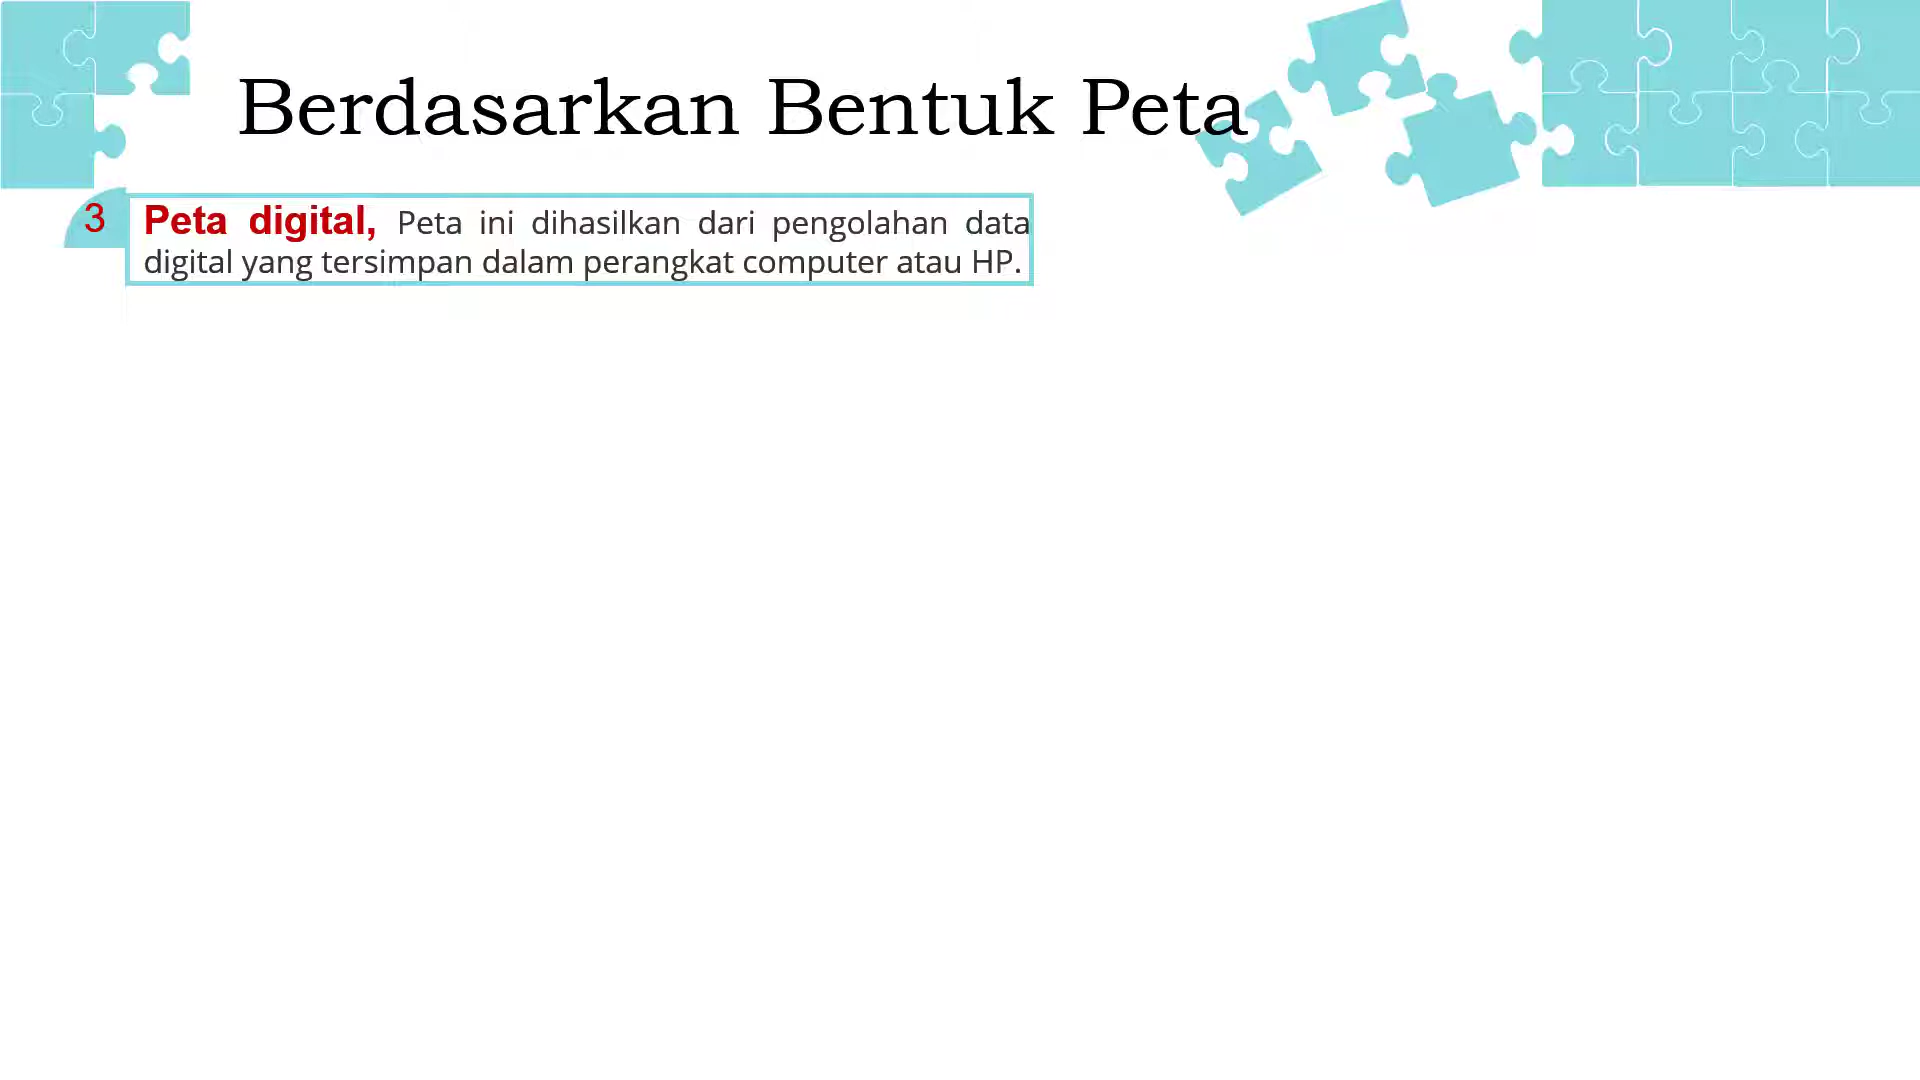 Berdasarkan Bentuk Peta
3
Peta digital, Peta ini dihasilkan dari pengolahan data
digital yang tersimpan dalam perangkat computer atau HP.